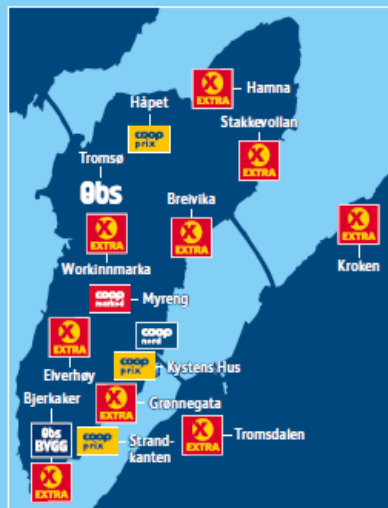 X
EXTRA
Hamna
Håpet
coop
prix
Stakkevollan
X
EXTRA
Tromsø
Obs
Breivika
X
EXTRA
X
EXTRA
Workinnmarka
X
EXTRA
Kroken
coop
marked
Myreng
coop
nord
X
EXTRA
Elverhøy
coop
prix
Kystens Hus
Bjerkaker
X
EXTRA
Grønnegata
Obs
BYGG
coop
prix
Strand-
kanten
X
EXTRA
Tromsdalen
X
EXTRA